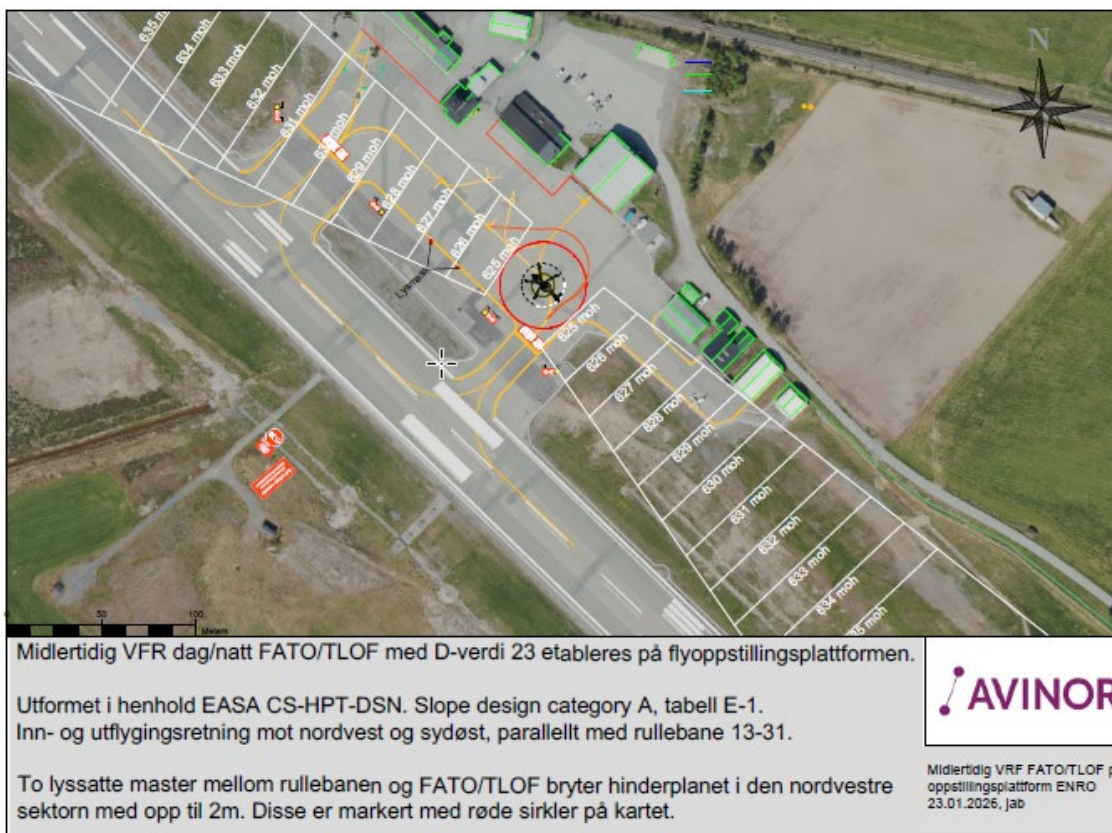 635 moh
634 moh
633 moh
632 moh
631 moh
629 moh
628 moh
627 moh
626 moh
625 moh
N
625 moh
626 moh
627 moh
628 moh
629 moh
630 moh
631 moh
632 moh
633 moh
634 moh
0 50 100
Meters
Midlertidig VFR dag/natt FATO/TLOF med D-verdi 23 etableres på flyoppstillingsplattformen.
Utformet i henhold EASA CS-HPT-DSN. Slope design category A, tabell E-1.
Inn- og utflygingsretning mot nordvest og sydøst, parallellt med rullebane 13-31.
To lyssatte master mellom rullebanen og FATO/TLOF bryter hinderplanet i den nordvestre
sektorn med opp til 2m. Disse er markert med røde sirkler på kartet.
AVINOR
Midlertidig VRF FATO/TLOF p
oppstillingsplattform ENRO
23.01.2026, jab